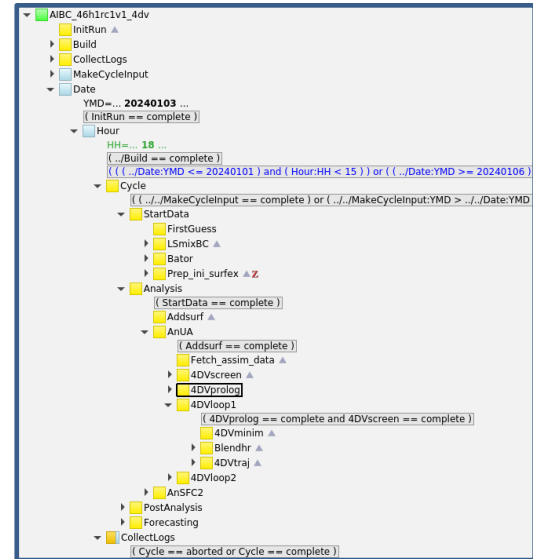 AIBC_46h1rc1v1_4dv
InitRun
Build
CollectLogs
MakeCycleInput
Date
YMD=... 20240103 ...
( InitRun == complete )
Hour
HH=... 18 ...
( ../Build == complete )
( ( ( ../Date:YMD <= 20240101 ) and ( Hour:HH < 15 ) ) or ( ( ../Date:YMD >= 20240106 )
Cycle
( ( ../../MakeCycleInput == complete ) or ( ../../MakeCycleInput:YMD > ../../Date:YMD
StartData
FirstGuess
LSmixBC
Bator
Prep_ini_surfex Z
Analysis
( StartData == complete )
Addsurf
AnUA
( Addsurf == complete )
Fetch_assim_data
4DVscreen
4DVprolog
4DVloop1
( 4DVprolog == complete and 4DVscreen == complete )
4DVminim
Blendhr
4DVtraj
4DVloop2
AnSFC2
PostAnalysis
Forecasting
CollectLogs
( Cycle == aborted or Cycle == complete )